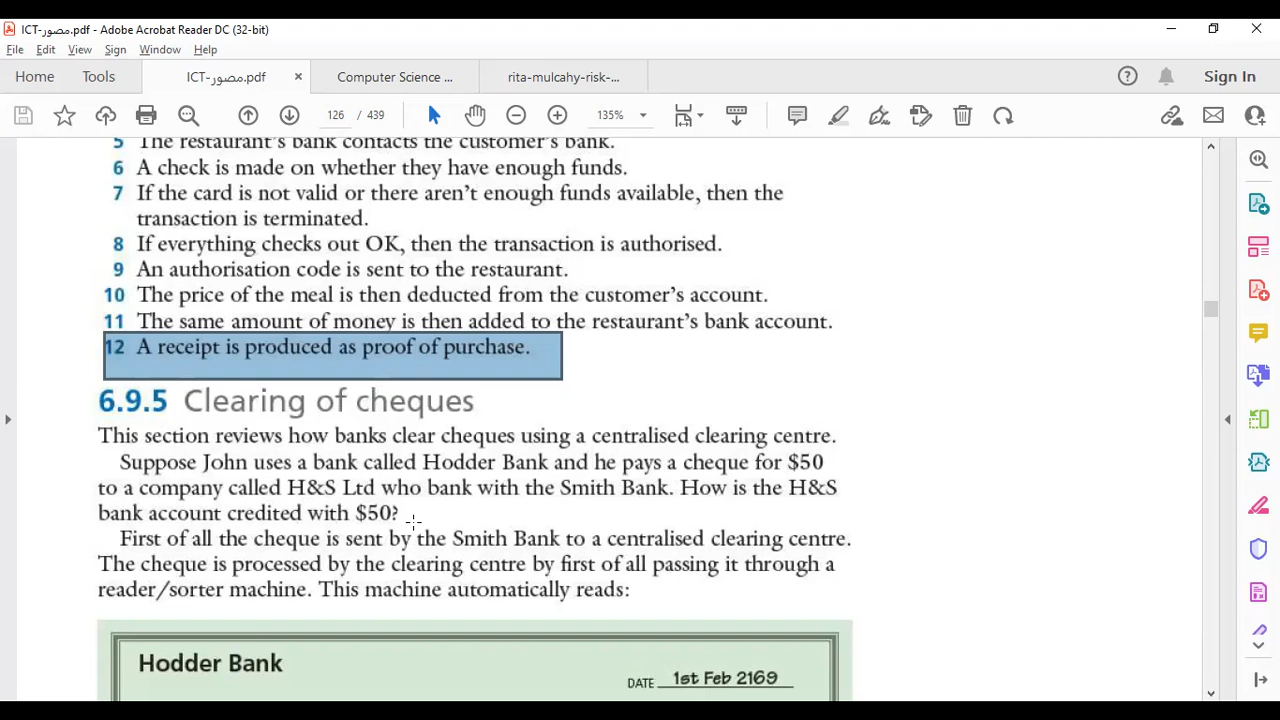 ICT-مصور.pdf - Adobe Acrobat Reader DC (32-bit)
File Edit View Sign Window Help
Home Tools ICT-مصور.pdf × Computer Science ... rita-mulcahy-risk-... Sign In
126 / 439 135%
5 The restaurant's bank contacts the customer's bank.
6 A check is made on whether they have enough funds.
7 If the card is not valid or there aren't enough funds available, then the
transaction is terminated.
8 If everything checks out OK, then the transaction is authorised.
9 An authorisation code is sent to the restaurant.
10 The price of the meal is then deducted from the customer's account.
11 The same amount of money is then added to the restaurant's bank account.
12 A receipt is produced as proof of purchase.
6.9.5 Clearing of cheques
This section reviews how banks clear cheques using a centralised clearing centre.
Suppose John uses a bank called Hodder Bank and he pays a cheque for $50
to a company called H&S Ltd who bank with the Smith Bank. How is the H&S
bank account credited with $50?
First of all the cheque is sent by the Smith Bank to a centralised clearing centre.
The cheque is processed by the clearing centre by first of all passing it through a
reader/sorter machine. This machine automatically reads:
Hodder Bank
DATE 1st Feb 2169